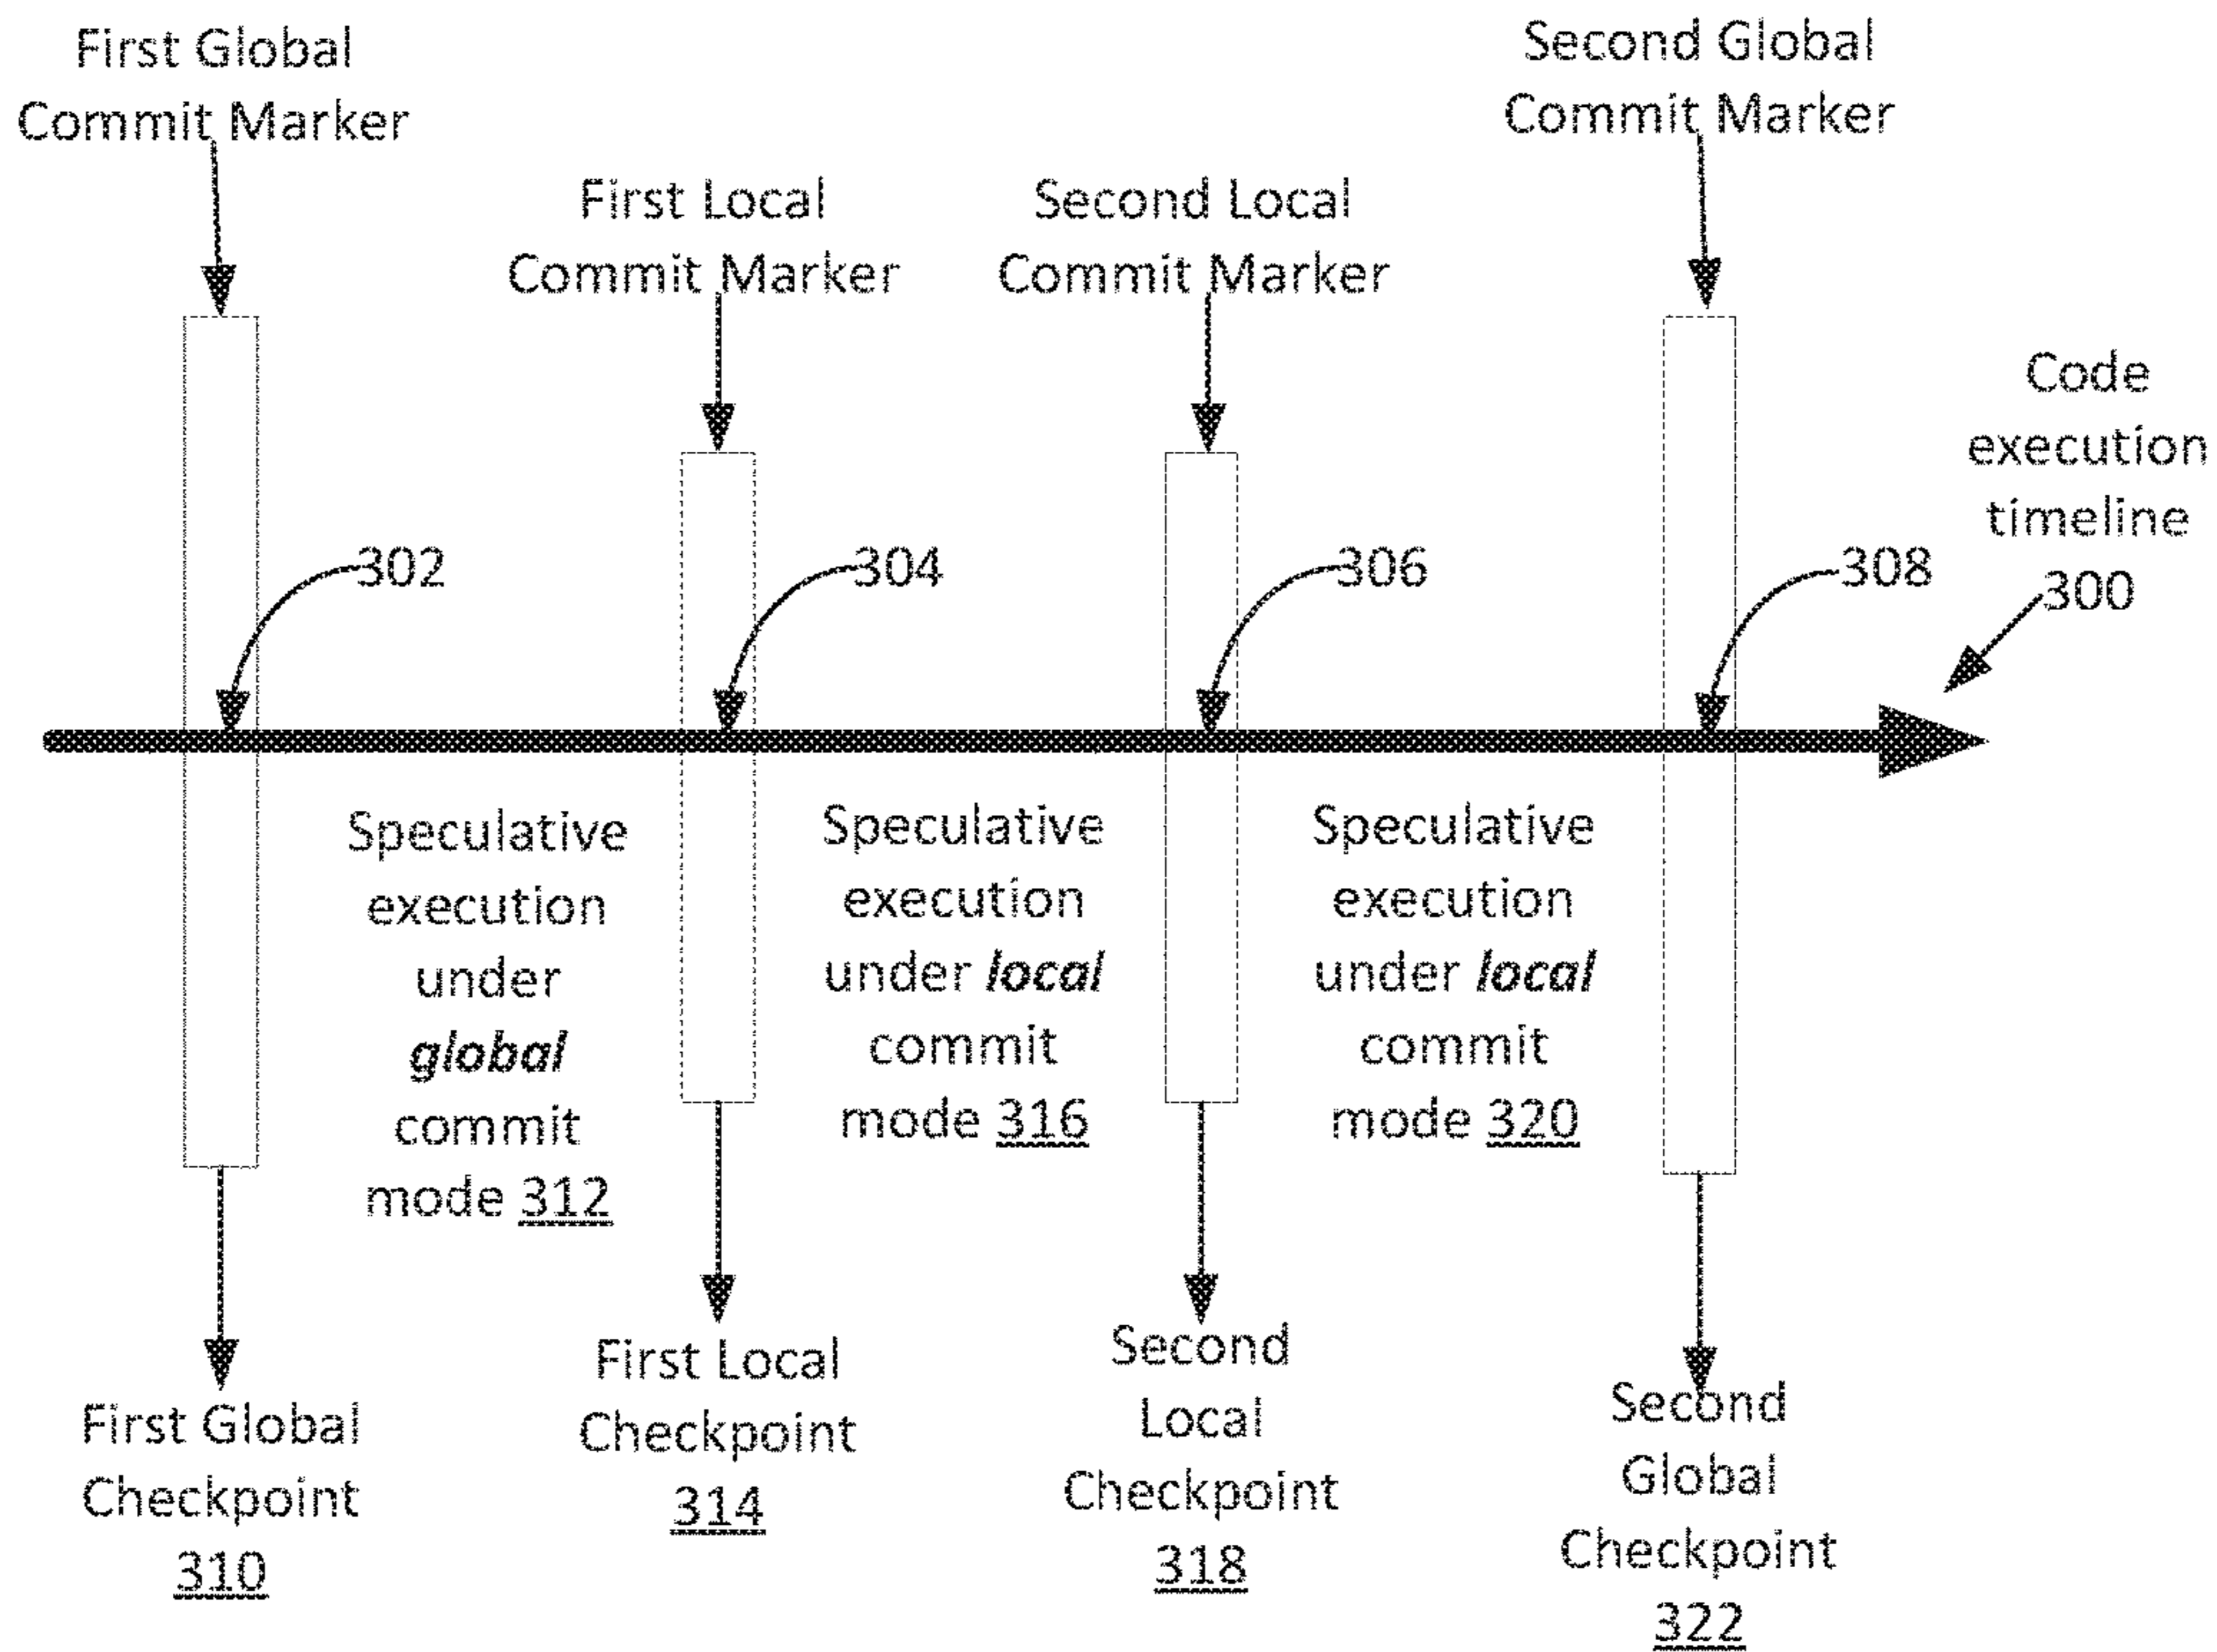 First Global
Commit Marker
First Local
Commit Marker
Second Local
Commit Marker
Second Global
Commit Marker
Code
execution
timeline
300
302
304
306
308
Speculative
execution
under
global
commit
mode 312
Speculative
execution
under local
commit
mode 316
Speculative
execution
under local
commit
mode 320
First Global
Checkpoint
310
First Local
Checkpoint
314
Second
Local
Checkpoint
318
Second
Global
Checkpoint
322